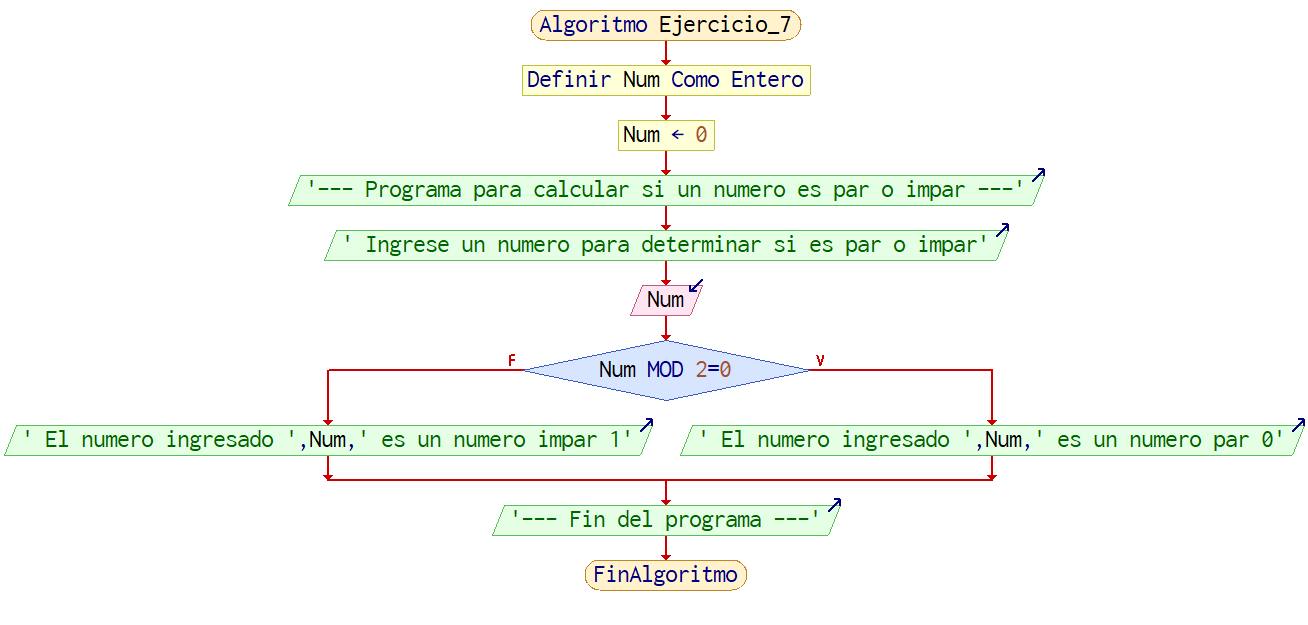 Algoritmo Ejercicio_7
Definir Num Como Entero
Num ← 0
'--- Programa para calcular si un numero es par o impar ---'
' Ingrese un numero para determinar si es par o impar'
Num
F
V
Num MOD 2=0
' El numero ingresado ',Num,' es un numero impar 1'
' El numero ingresado ',Num,' es un numero par 0'
'--- Fin del programa ---'
FinAlgoritmo